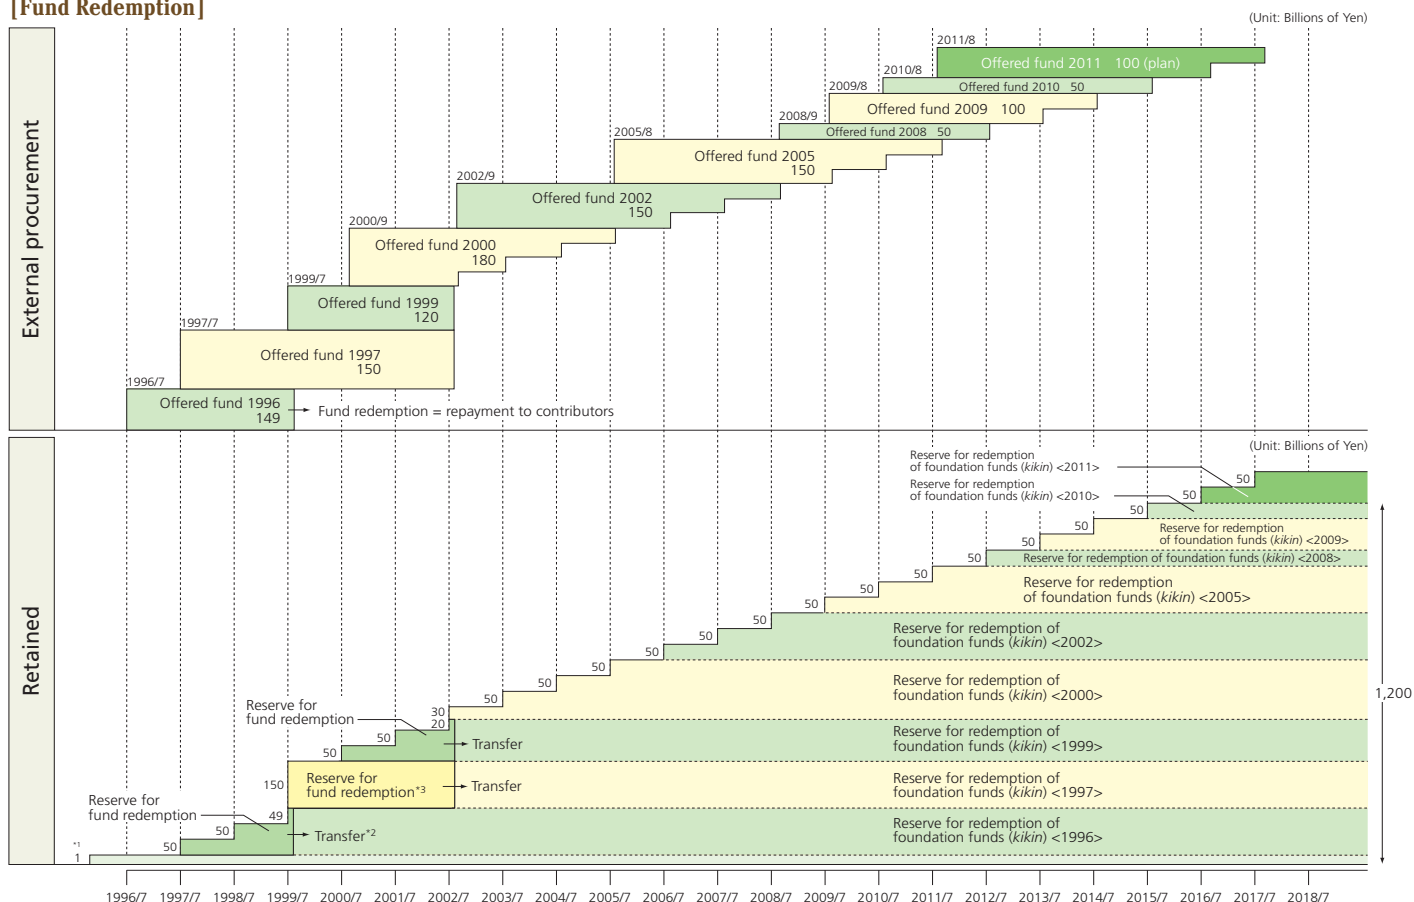 [Fund Redemption]
(Unit: Billions of Yen)
External procurement
2011/8
Offered fund 2011 100 (plan)
2010/8
Offered fund 2010 50
2009/8
Offered fund 2009 100
2008/9
Offered fund 2008 50
2005/8
Offered fund 2005
150
2002/9
Offered fund 2002
150
2000/9
Offered fund 2000
180
1999/7
Offered fund 1999
120
1997/7
Offered fund 1997
150
1996/7
Offered fund 1996
149
Fund redemption = repayment to contributors
Retained
(Unit: Billions of Yen)
Reserve for redemption
of foundation funds (kikin) <2011>
50
Reserve for redemption
of foundation funds (kikin) <2010>
50
50
50
Reserve for redemption
of foundation funds (kikin) <2009>
50
50
Reserve for redemption of foundation funds (kikin) <2008>
50
Reserve for redemption
of foundation funds (kikin) <2005>
50
50
50
Reserve for redemption of
foundation funds (kikin) <2002>
50
50
50
Reserve for redemption of
foundation funds (kikin) <2000>
50
50
1,200
30
20
Reserve for
fund redemption
50
50
Transfer
Reserve for redemption of
foundation funds (kikin) <1999>
150
Reserve for
fund redemption*3
Transfer
Reserve for redemption of
foundation funds (kikin) <1997>
Reserve for
fund redemption
49
50
50
Transfer*2
Reserve for redemption of
foundation funds (kikin) <1996>
*1
1
1996/7 1997/7 1998/7 1999/7 2000/7 2001/7 2002/7 2003/7 2004/7 2005/7 2006/7 2007/7 2008/7 2009/7 2010/7 2011/7 2012/7 2013/7 2014/7 2015/7 2016/7 2017/7 2018/7